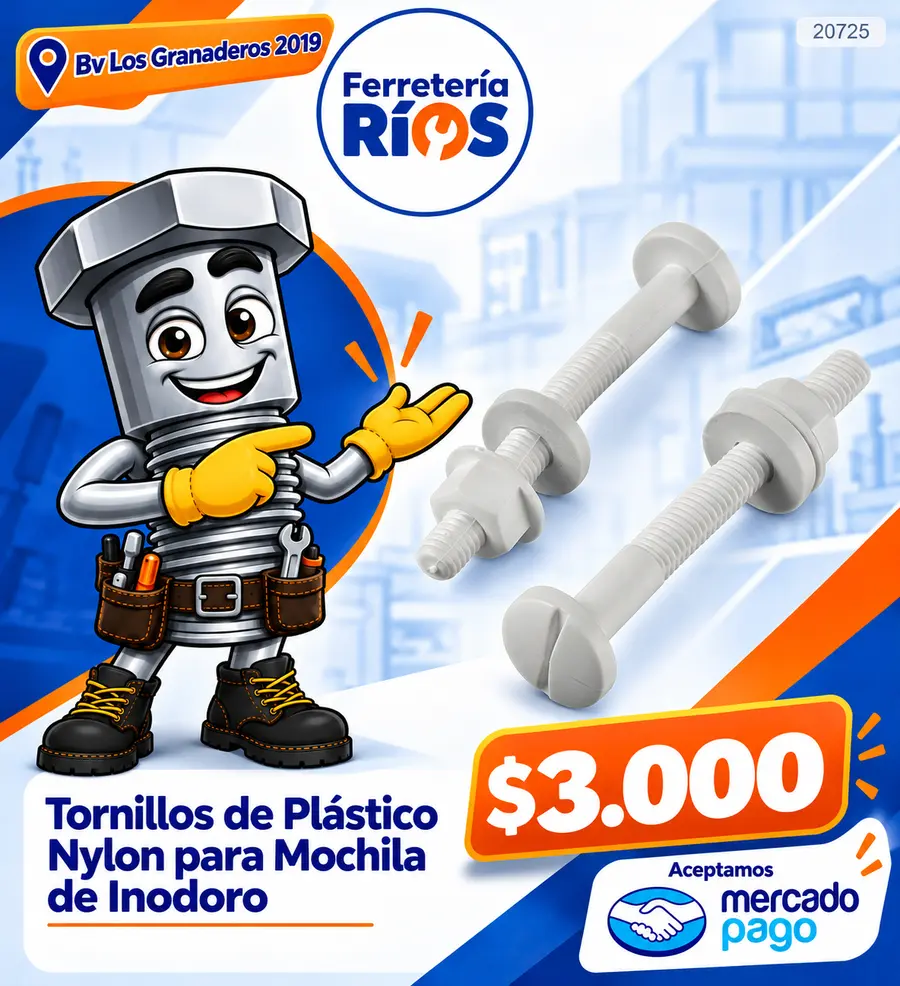 Bv Los Granaderos 2019
Ferretería
RÍOS
20725
$3.000
Tornillos de Plástico
Nylon para Mochila
de Inodoro
Aceptamos
mercado
pago